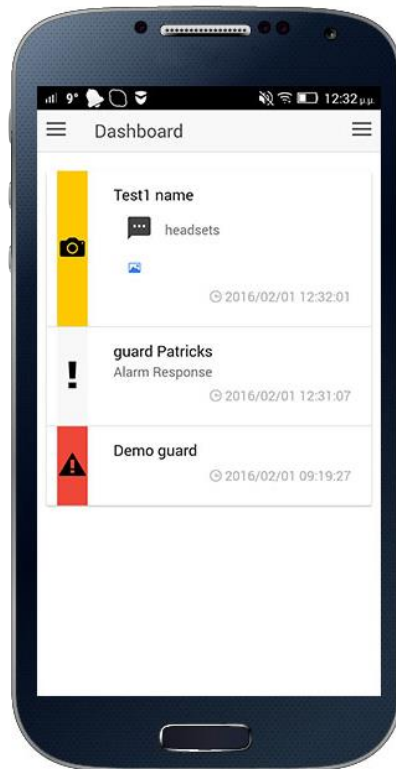 9° 12:32 μ.μ.
Dashboard
Test1 name
headsets
2016/02/01 12:32:01
guard Patricks
Alarm Response
2016/02/01 12:31:07
Demo guard
2016/02/01 09:19:27